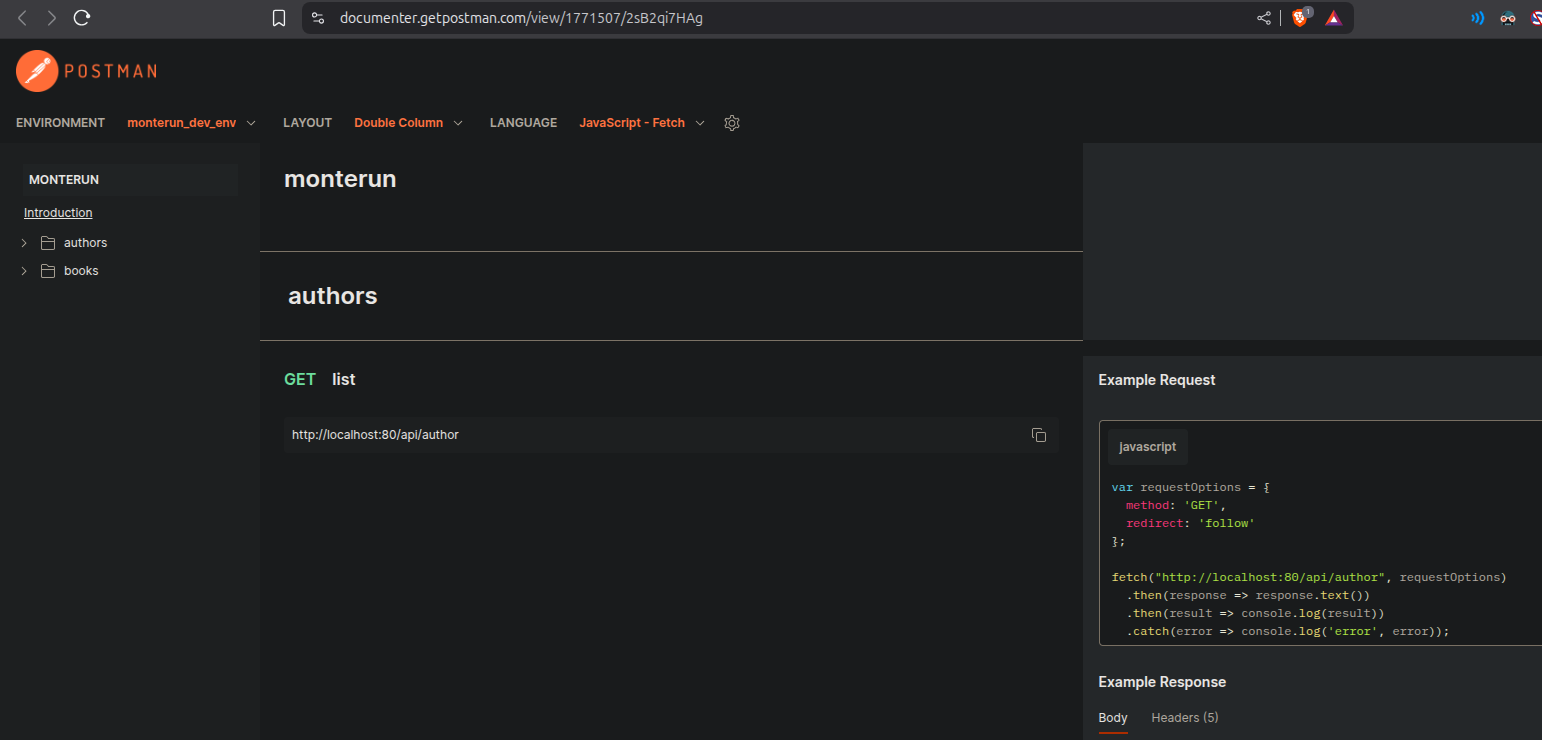 documenter.getpostman.com/view/1771507/2sB2qi7HAg
1
POSTMAN
ENVIRONMENT monterun_dev_env LAYOUT Double Column LANGUAGE JavaScript - Fetch
MONTERUN
Introduction
authors
books
monterun
authors
GET list
http://localhost:80/api/author
Example Request
javascript
var requestOptions = {
  method: 'GET',
  redirect: 'follow'
};
fetch("http://localhost:80/api/author", requestOptions)
  .then(response => response.text())
  .then(result => console.log(result))
  .catch(error => console.log('error', error));
Example Response
Body Headers (5)